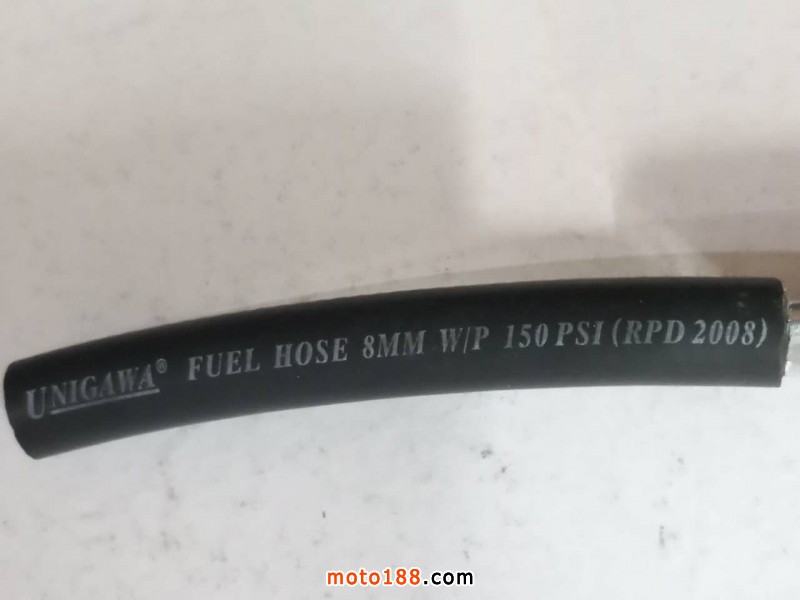 UNIGAWA® FUEL HOSE 8MM W/P 150 PSI (RPD 2008)
moto188.com